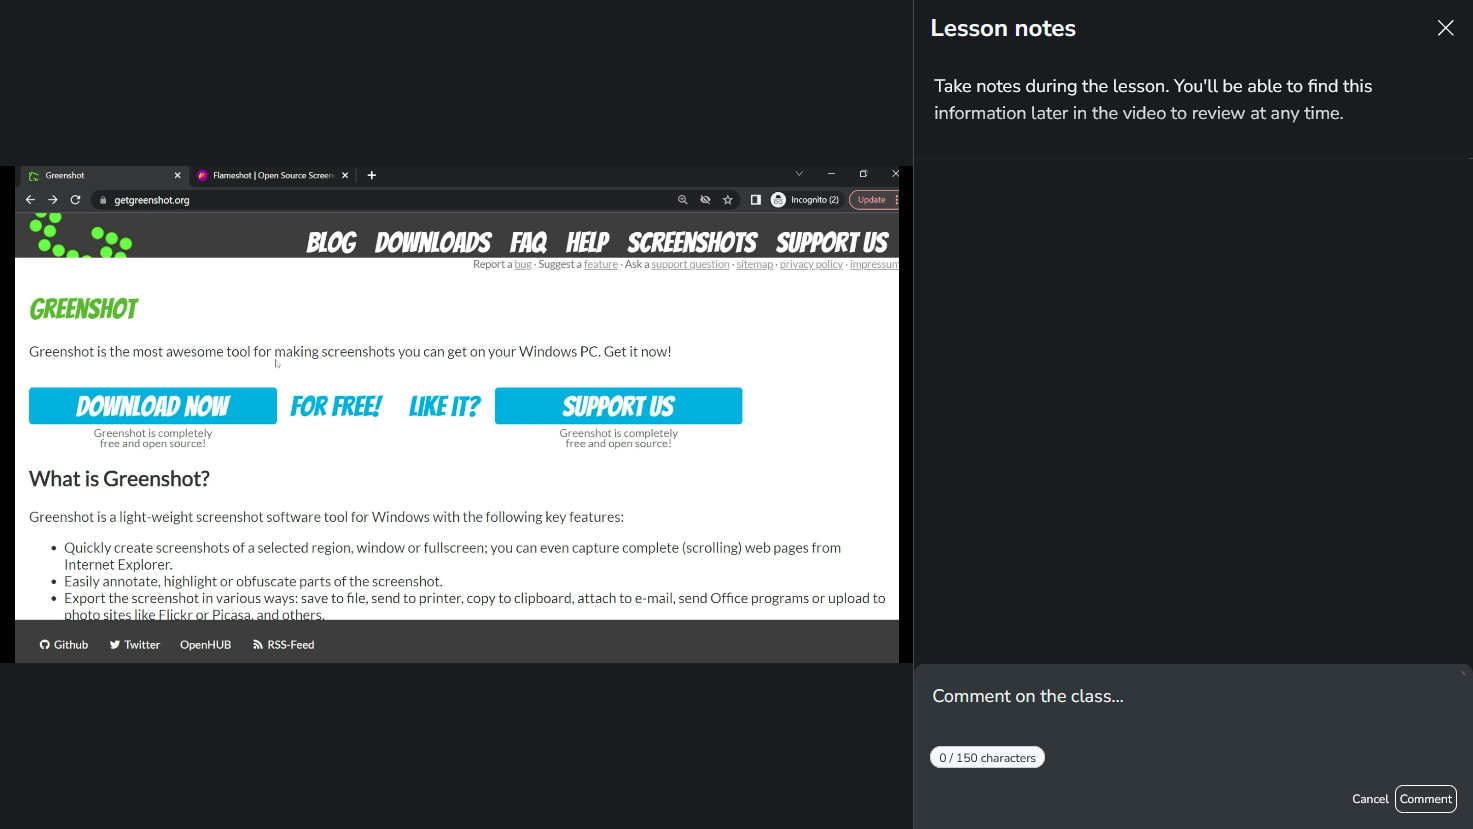 Greenshot
Flameshot | Open Source Screen
getgreenshot.org
Incognito (2)
Update
BLOG DOWNLOADS FAQ HELP SCREENSHOTS SUPPORT US
Report a bug · Suggest a feature · Ask a support question · sitemap · privacy policy · impressum
GREENSHOT
Greenshot is the most awesome tool for making screenshots you can get on your Windows PC. Get it now!
DOWNLOAD NOW FOR FREE! LIKE IT? SUPPORT US
Greenshot is completely
free and open source!
Greenshot is completely
free and open source!
What is Greenshot?
Greenshot is a light-weight screenshot software tool for Windows with the following key features:
Quickly create screenshots of a selected region, window or fullscreen; you can even capture complete (scrolling) web pages from
Internet Explorer.
Easily annotate, highlight or obfuscate parts of the screenshot.
Export the screenshot in various ways: save to file, send to printer, copy to clipboard, attach to e-mail, send Office programs or upload to
photo sites like Flickr or Picasa, and others.
Github Twitter OpenHUB RSS-Feed
Lesson notes
Take notes during the lesson. You'll be able to find this
information later in the video to review at any time.
Comment on the class...
0 / 150 characters
Cancel Comment